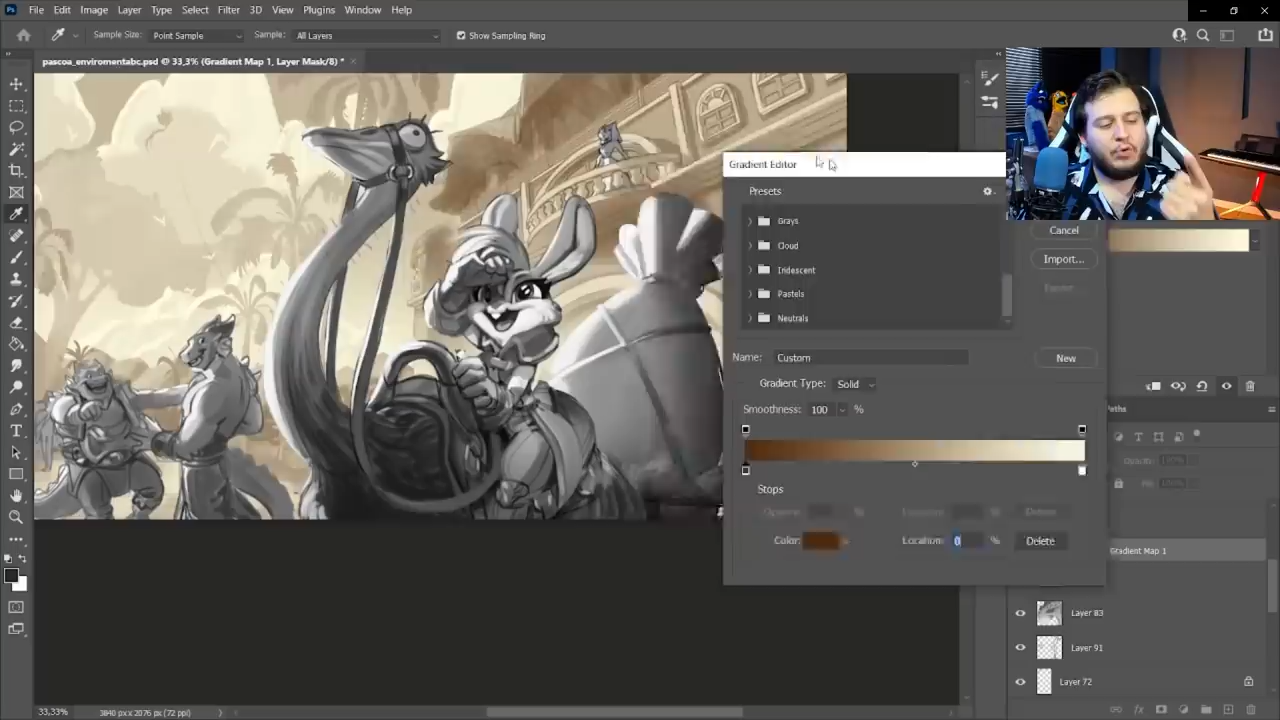 Ps File Edit Image Layer Type Select Filter 3D View Plugins Window Help
Sample Size: Point Sample Sample: All Layers Show Sampling Ring
pascoa_enviromentabc.psd @ 33,3% (Gradient Map 1, Layer Mask/8) *
Gradient Editor
Presets
Grays
Cloud
Iridescent
Pastels
Neutrals
Cancel
Import...
Name: Custom
New
Gradient Type: Solid
Smoothness: 100 %
Stops
%
%
Color:
Location: 0 %
Delete
Paths
Opacity:
Gradient Map 1
Layer 83
Layer 91
Layer 72
33,33% 3840 px x 2076 px (72 ppi)